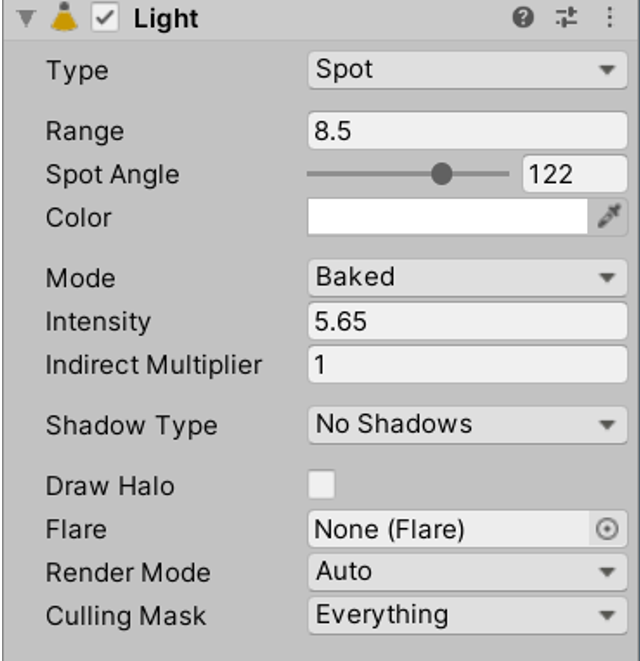 Light
Type Spot
Range 8.5
Spot Angle 122
Color
Mode Baked
Intensity 5.65
Indirect Multiplier 1
Shadow Type No Shadows
Draw Halo
Flare None (Flare)
Render Mode Auto
Culling Mask Everything